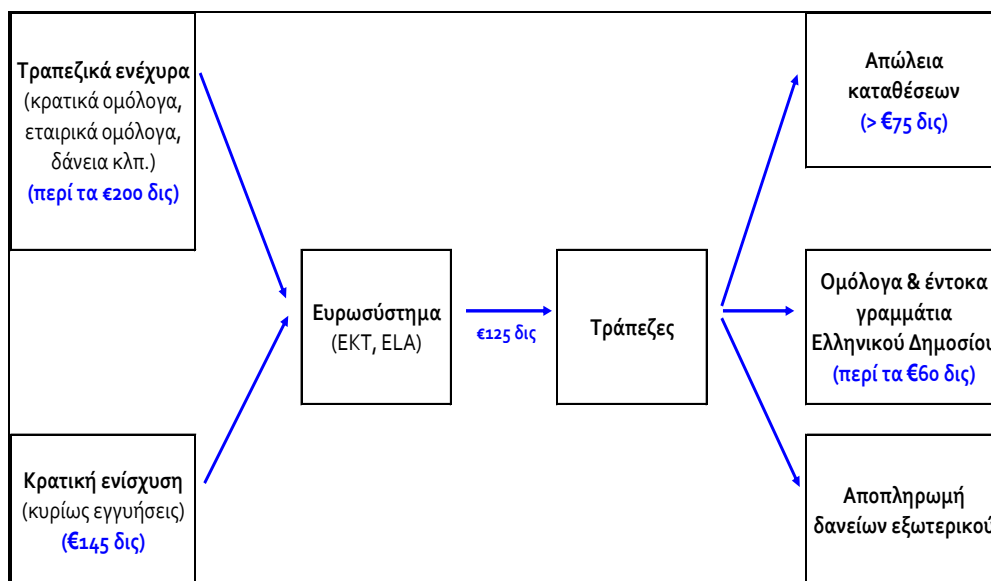 Τραπεζικά ενέχυρα
(κρατικά ομόλογα,
εταιρικά ομόλογα,
δάνεια κλπ.)
(περί τα €200 δις)
Κρατική ενίσχυση
(κυρίως εγγυήσεις)
(€145 δις)
Ευρωσύστημα
(ΕΚΤ, ELA)
€125 δις
Τράπεζες
Απώλεια
καταθέσεων
(> €75 δις)
Ομόλογα & έντοκα
γραμμάτια
Ελληνικού Δημοσίου
(περί τα €60 δις)
Αποπληρωμή
δανείων εξωτερικού